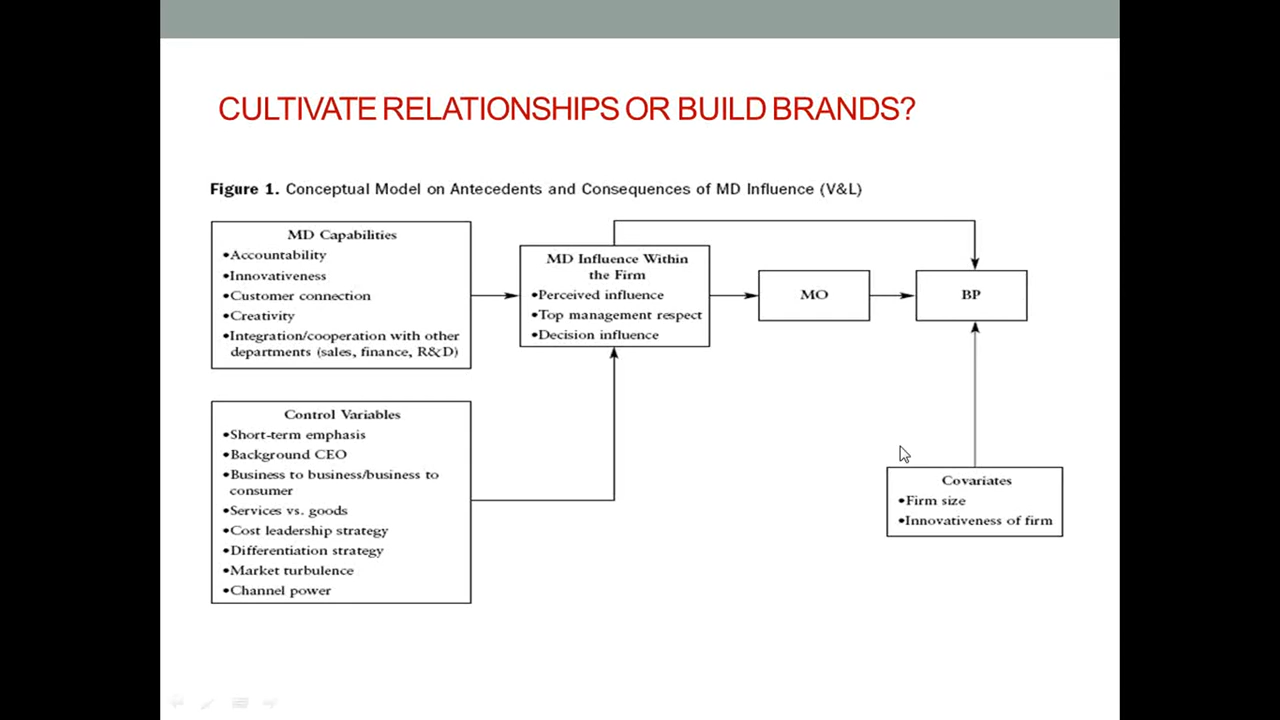 CULTIVATE RELATIONSHIPS OR BUILD BRANDS?
Figure 1. Conceptual Model on Antecedents and Consequences of MD Influence (V&L)
MD Capabilities
•Accountability
•Innovativeness
•Customer connection
•Creativity
•Integration/cooperation with other
departments (sales, finance, R&D)
MD Influence Within
the Firm
•Perceived influence
•Top management respect
•Decision influence
MO
BP
Control Variables
•Short-term emphasis
•Background CEO
•Business to business/business to
consumer
•Services vs. goods
•Cost leadership strategy
•Differentiation strategy
•Market turbulence
•Channel power
Covariates
•Firm size
•Innovativeness of firm